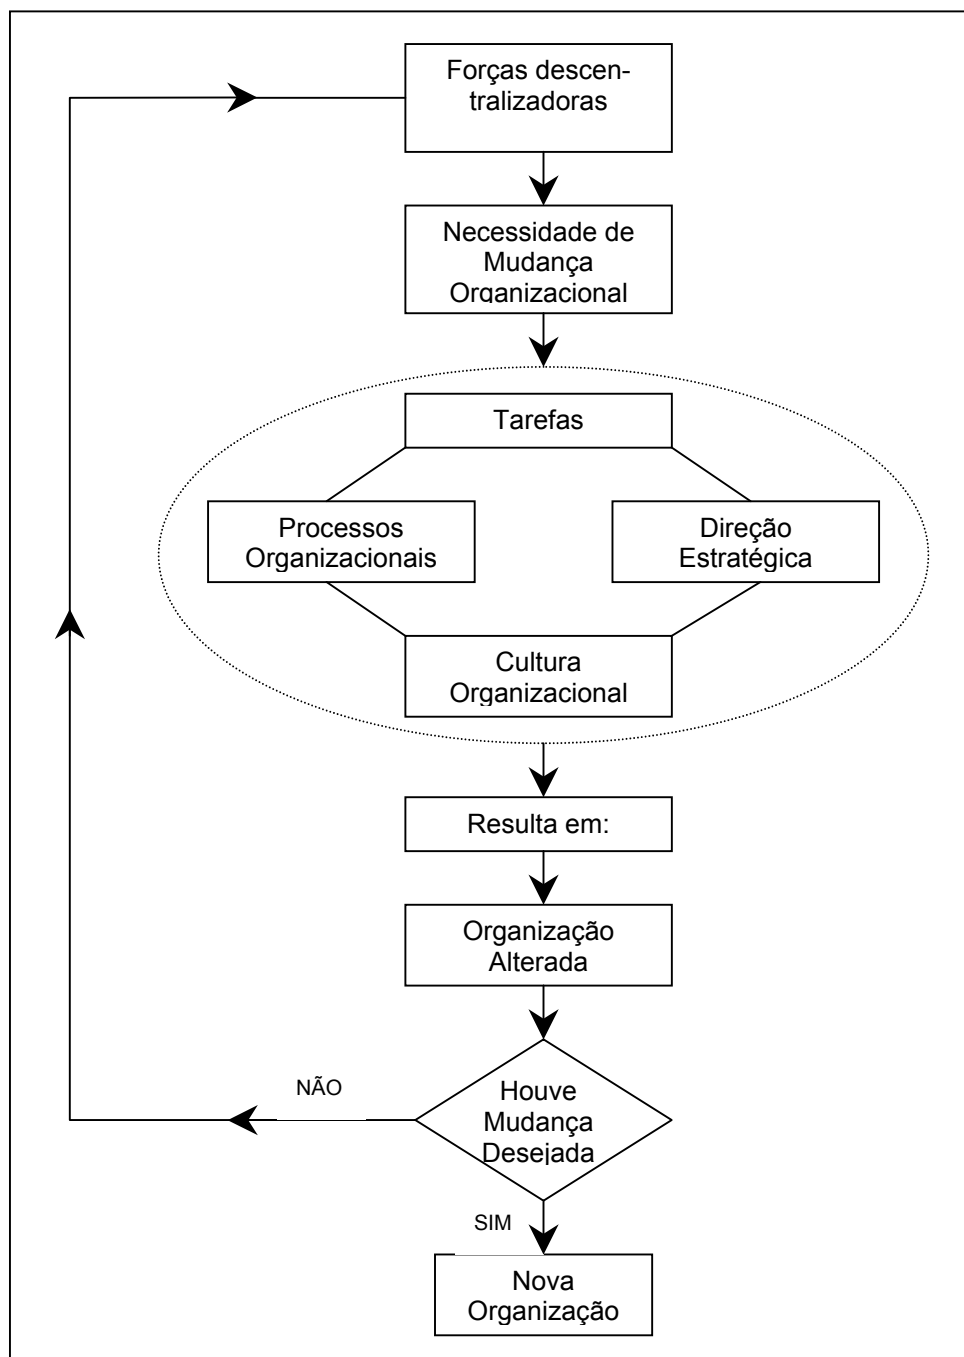 Forças descen-
tralizadoras
Necessidade de
Mudança
Organizacional
Tarefas
Processos
Organizacionais
Direção
Estratégica
Cultura
Organizacional
Resulta em:
Organização
Alterada
NÃO
Houve
Mudança
Desejada
SIM
Nova
Organização